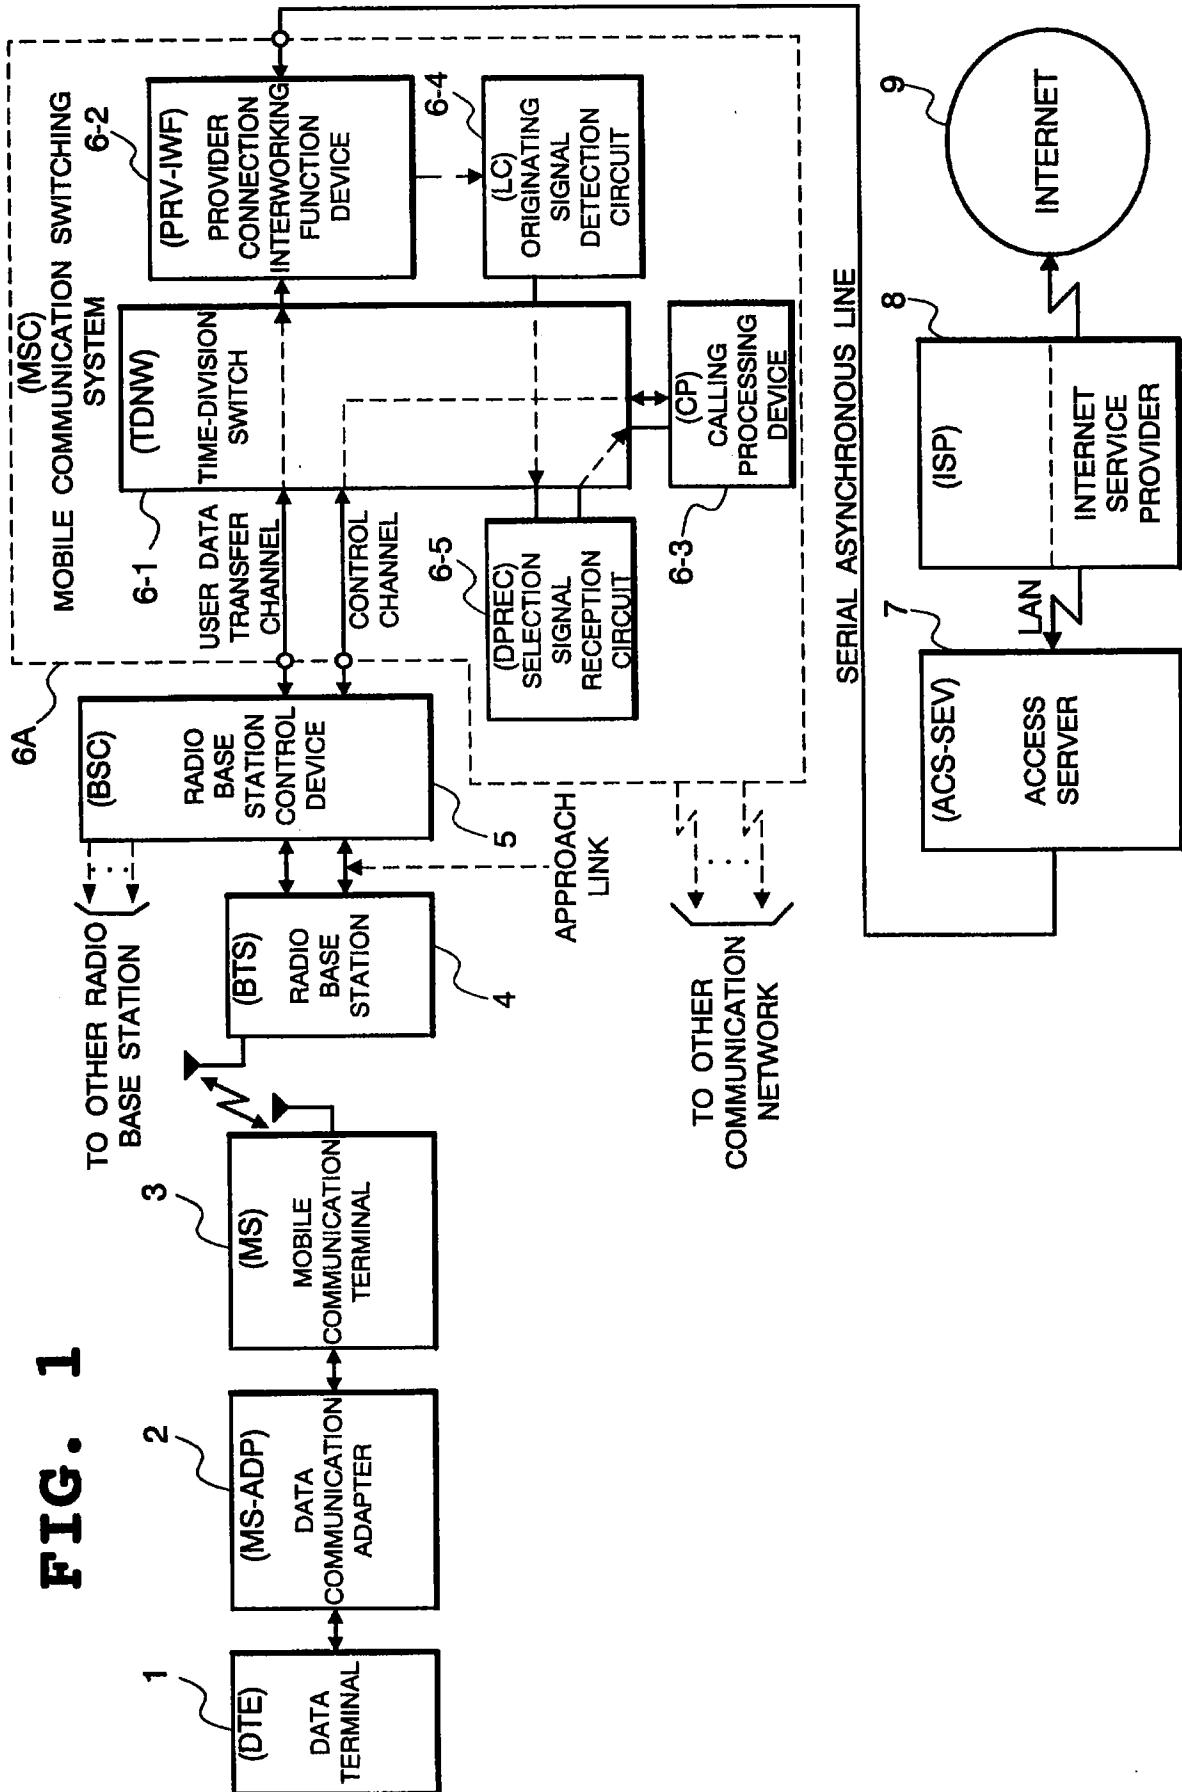 FIG. 1
1
(DTE)
DATA
TERMINAL
2
(MS-ADP)
DATA
COMMUNICATION
ADAPTER
3
(MS)
MOBILE
COMMUNICATION
TERMINAL
TO OTHER RADIO
BASE STATION
(BTS)
RADIO
BASE
STATION
4
APPROACH
LINK
(BSC)
RADIO
BASE
STATION
CONTROL
DEVICE
5
6A
(MSC)
MOBILE COMMUNICATION SWITCHING
SYSTEM
USER DATA
TRANSFER
CHANNEL
CONTROL
CHANNEL
6-1
(TDNW)
TIME-DIVISION
SWITCH
6-2
(PRV-IWF)
PROVIDER
CONNECTION
INTERWORKING
FUNCTION
DEVICE
6-4
(LC)
ORIGINATING
SIGNAL
DETECTION
CIRCUIT
6-5
(DPREC)
SELECTION
SIGNAL
RECEPTION
CIRCUIT
6-3
(CP)
CALLING
PROCESSING
DEVICE
TO OTHER
COMMUNICATION
NETWORK
SERIAL ASYNCHRONOUS LINE
7
(ACS-SEV)
ACCESS
SERVER
LAN
8
(ISP)
INTERNET
SERVICE
PROVIDER
9
INTERNET